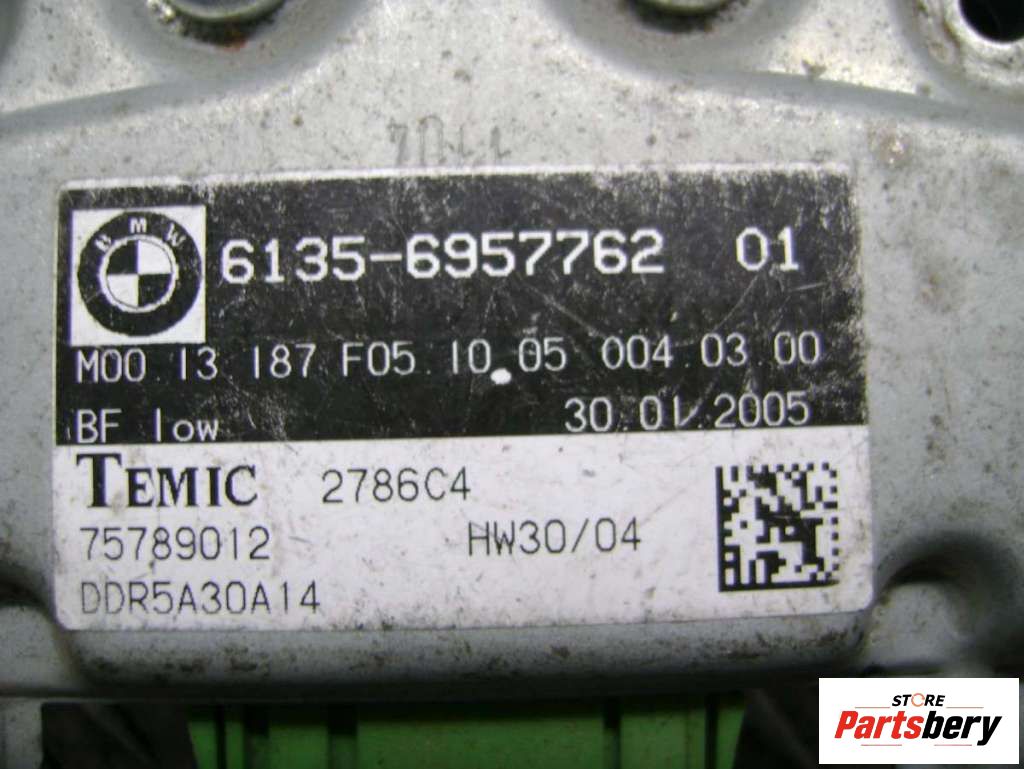 BMW
6135-6957762 01
M00.13 187 F05.10.05 004.03.00
BF low 30.01.2005
TEMIC 2786C4
75789012 HW30/04
DDR5A30A14
STORE
Partsbery